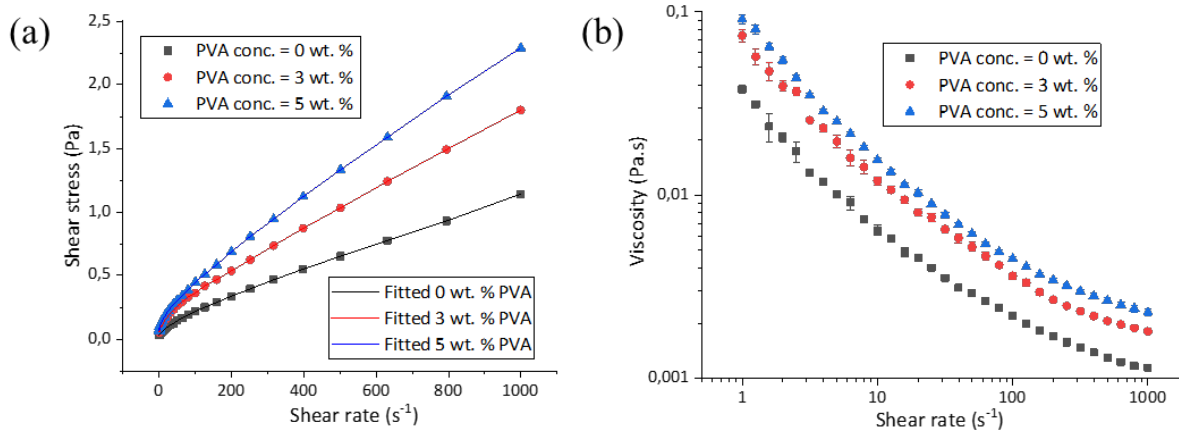 (a)
2,5
2,0
1,5
1,0
0,5
0,0
Shear stress (Pa)
PVA conc. = 0 wt. %
PVA conc. = 3 wt. %
PVA conc. = 5 wt. %
Fitted 0 wt. % PVA
Fitted 3 wt. % PVA
Fitted 5 wt. % PVA
0 200 400 600 800 1000
Shear rate (s⁻¹)
(b)
0,1
0,01
0,001
Viscosity (Pa.s)
PVA conc. = 0 wt. %
PVA conc. = 3 wt. %
PVA conc. = 5 wt. %
1 10 100 1000
Shear rate (s⁻¹)